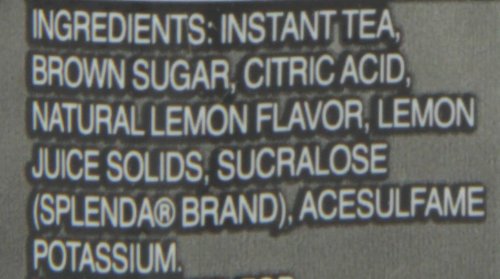 INGREDIENTS: INSTANT TEA,
BROWN SUGAR, CITRIC ACID,
NATURAL LEMON FLAVOR, LEMON
JUICE SOLIDS, SUCRALOSE
(SPLENDA® BRAND), ACESULFAME
POTASSIUM.